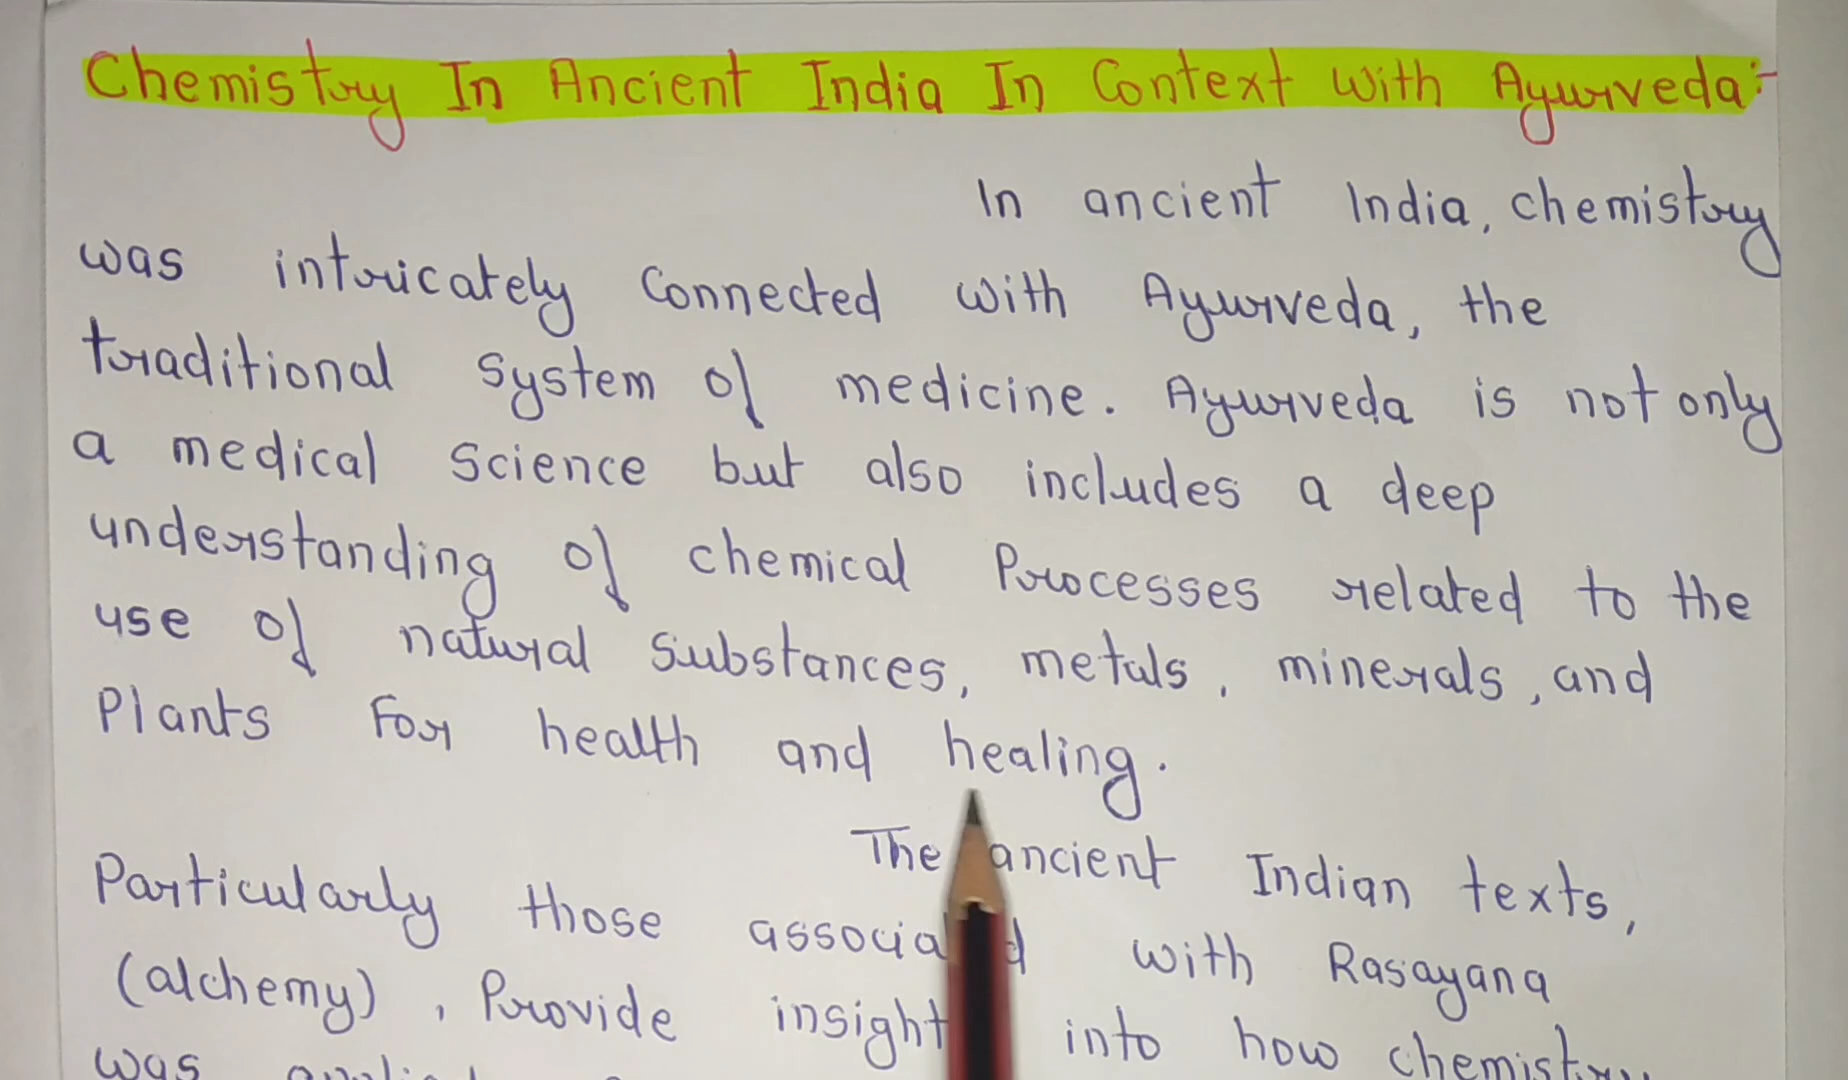 Chemistry In Ancient India In Context With Ayurveda:-
In ancient India, chemistry
was intricately connected with Ayurveda, the
traditional system of medicine. Ayurveda is not only
a medical science but also includes a deep
understanding of chemical Processes related to the
use of natural substances, metals, minerals, and
Plants For health and healing.
The ancient Indian texts,
Particularly those with Rasayana
(alchemy), Provide insight into how chemistry
was